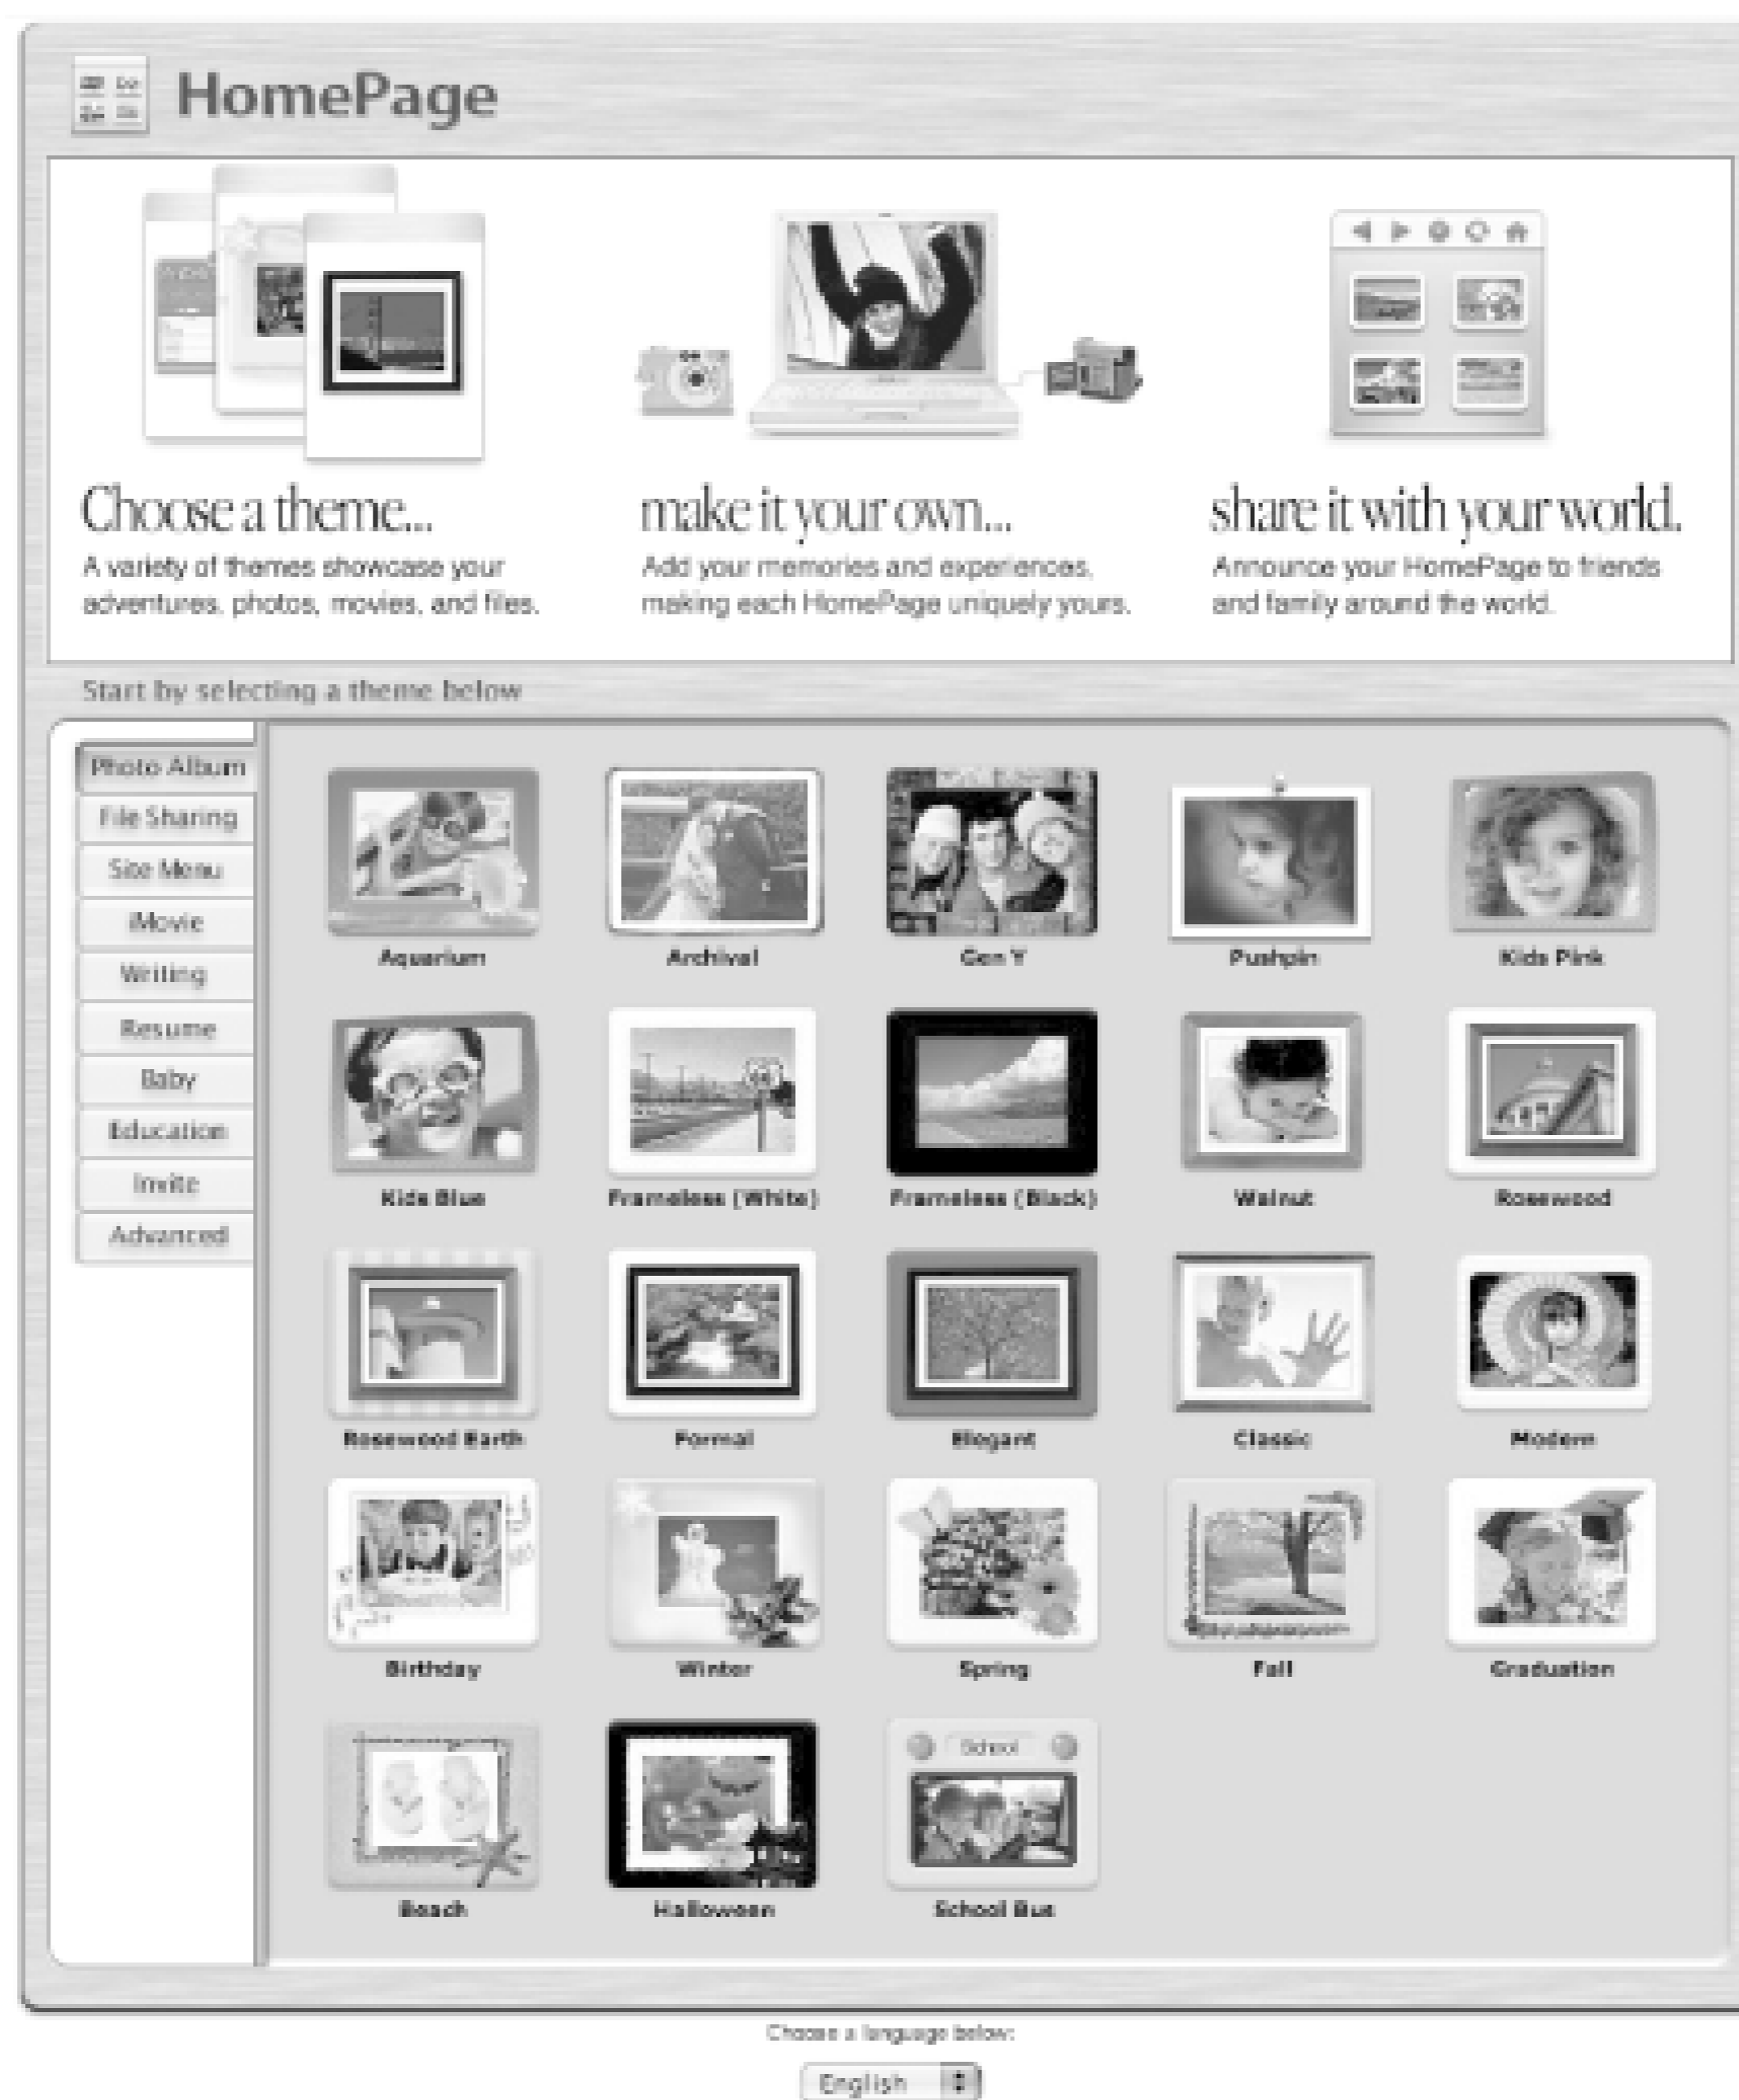 HomePage
Choose a theme...
A variety of themes showcase your
adventures, photos, movies, and files.
make it your own...
Add your memories and experiences,
making each HomePage uniquely yours.
share it with your world.
Announce your HomePage to friends
and family around the world.
Start by selecting a theme below
Photo Album
File Sharing
Site Menu
iMovie
Writing
Resume
Baby
Education
Invite
Advanced
Aquarium
Archival
Gen Y
Pushpin
Kids Pink
Kids Blue
Frameless (White)
Frameless (Black)
Walnut
Rosewood
Rosewood Earth
Formal
Elegant
Classic
Modern
Birthday
Winter
Spring
Fall
Graduation
School
Beach
Halloween
School Bus
Choose a language below:
English